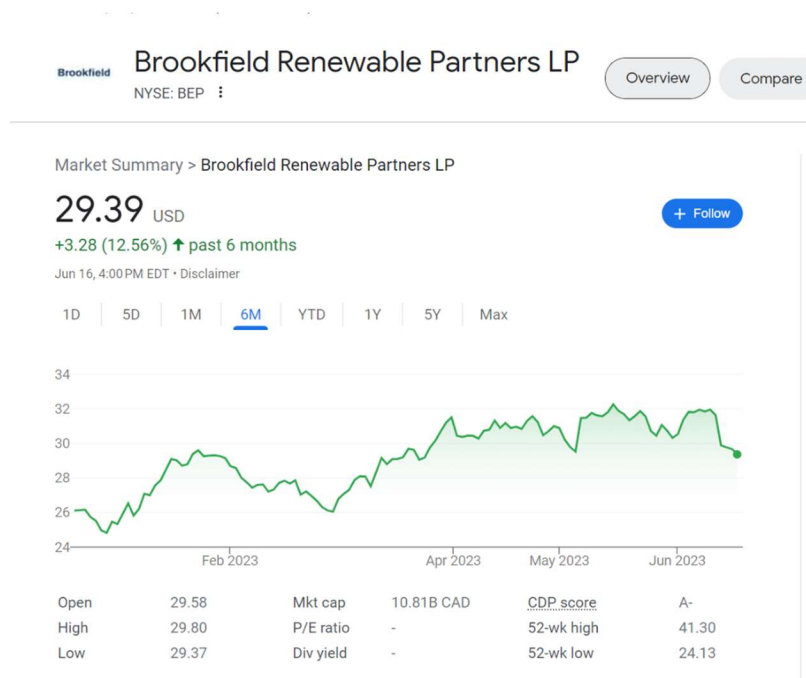 Brookfield
Brookfield Renewable Partners LP
NYSE: BEP
Overview
Compare
Market Summary > Brookfield Renewable Partners LP
29.39 USD
+ Follow
+3.28 (12.56%) ↑ past 6 months
Jun 16, 4:00 PM EDT • Disclaimer
1D 5D 1M 6M YTD 1Y 5Y Max
34
32
30
28
26
24
Feb 2023 Apr 2023 May 2023 Jun 2023
Open 29.58 Mkt cap 10.81B CAD CDP score A-
High 29.80 P/E ratio - 52-wk high 41.30
Low 29.37 Div yield - 52-wk low 24.13